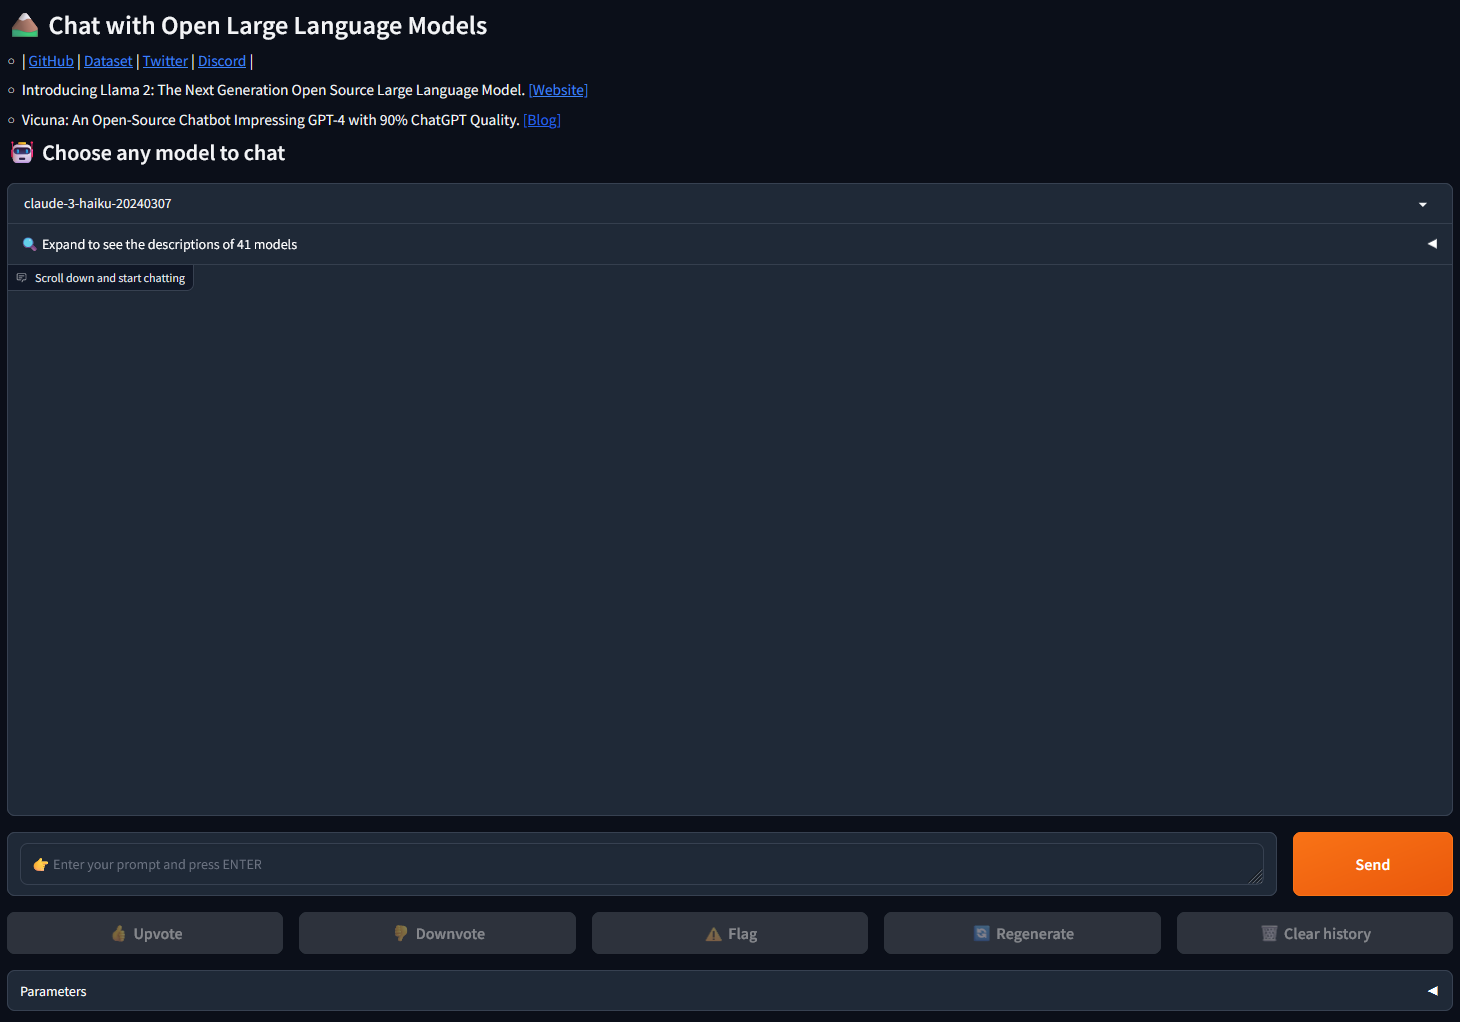 Chat with Open Large Language Models
| GitHub | Dataset | Twitter | Discord |
Introducing Llama 2: The Next Generation Open Source Large Language Model. [Website]
Vicuna: An Open-Source Chatbot Impressing GPT-4 with 90% ChatGPT Quality. [Blog]
Choose any model to chat
claude-3-haiku-20240307
Expand to see the descriptions of 41 models
Scroll down and start chatting
Enter your prompt and press ENTER
Send
Upvote
Downvote
Flag
Regenerate
Clear history
Parameters